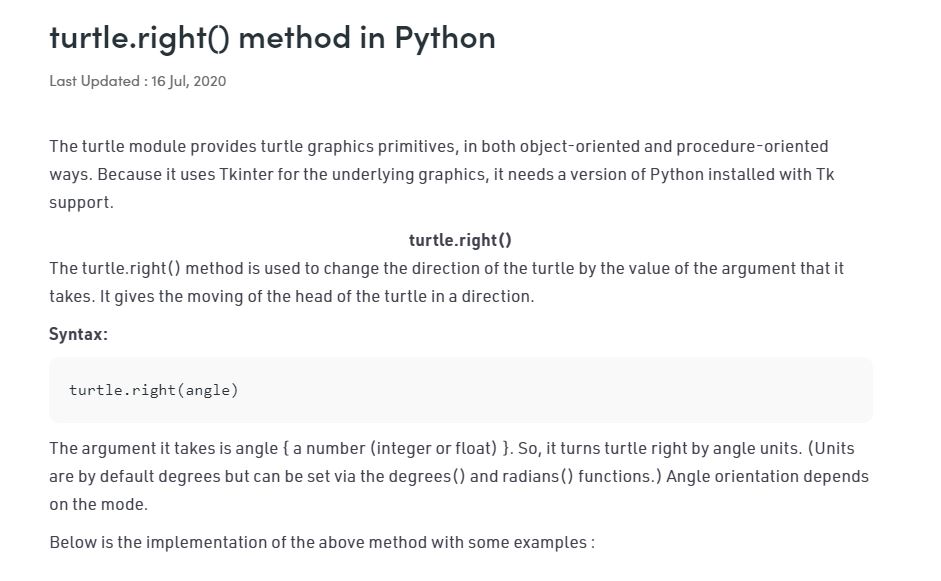 turtle.right() method in Python
Last Updated : 16 Jul, 2020
The turtle module provides turtle graphics primitives, in both object-oriented and procedure-oriented
ways. Because it uses Tkinter for the underlying graphics, it needs a version of Python installed with Tk
support.
turtle.right()
The turtle.right() method is used to change the direction of the turtle by the value of the argument that it
takes. It gives the moving of the head of the turtle in a direction.
Syntax:
turtle.right(angle)
The argument it takes is angle { a number (integer or float) }. So, it turns turtle right by angle units. (Units
are by default degrees but can be set via the degrees() and radians() functions.) Angle orientation depends
on the mode.
Below is the implementation of the above method with some examples :